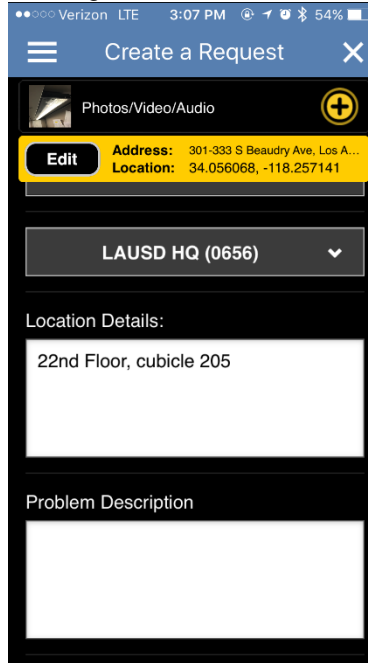 Verizon LTE 3:07 PM 54%
Create a Request
Photos/Video/Audio
Edit
Address: 301-333 S Beaudry Ave, Los A...
Location: 34.056068, -118.257141
LAUSD HQ (0656)
Location Details:
22nd Floor, cubicle 205
Problem Description